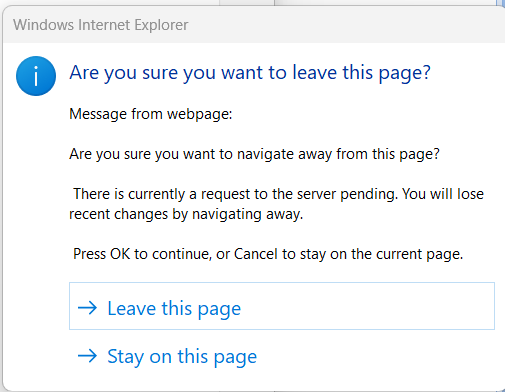 Windows Internet Explorer
Are you sure you want to leave this page?
Message from webpage:
Are you sure you want to navigate away from this page?
There is currently a request to the server pending. You will lose
recent changes by navigating away.
Press OK to continue, or Cancel to stay on the current page.
Leave this page
Stay on this page